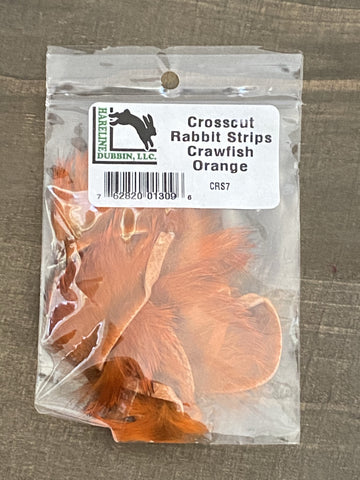 HARELINE
DUBBIN, LLC.
Crosscut
Rabbit Strips
Crawfish
Orange
CRS7
7 62820 01309 6